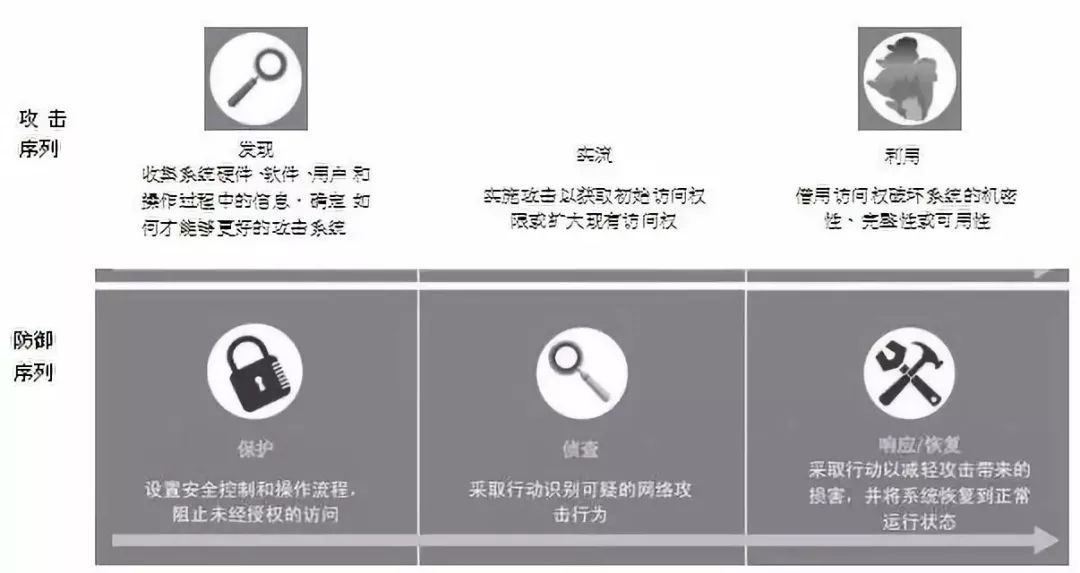 攻击
序列
发现
收集系统硬件、软件、用户和
操作过程中的信息，确定如
何才能够更好的攻击系统
实流
实施攻击以获取初始访问权
限或扩大现有访问权
利用
借用访问权破坏系统的机密
性、完整性或可用性
防御
序列
保护
设置安全控制和操作流程，
阻止未经授权的访问
侦查
采取行动识别可疑的网络攻
击行为
响应/恢复
采取行动以减轻攻击带来的
损害，并将系统恢复到正常
运行状态